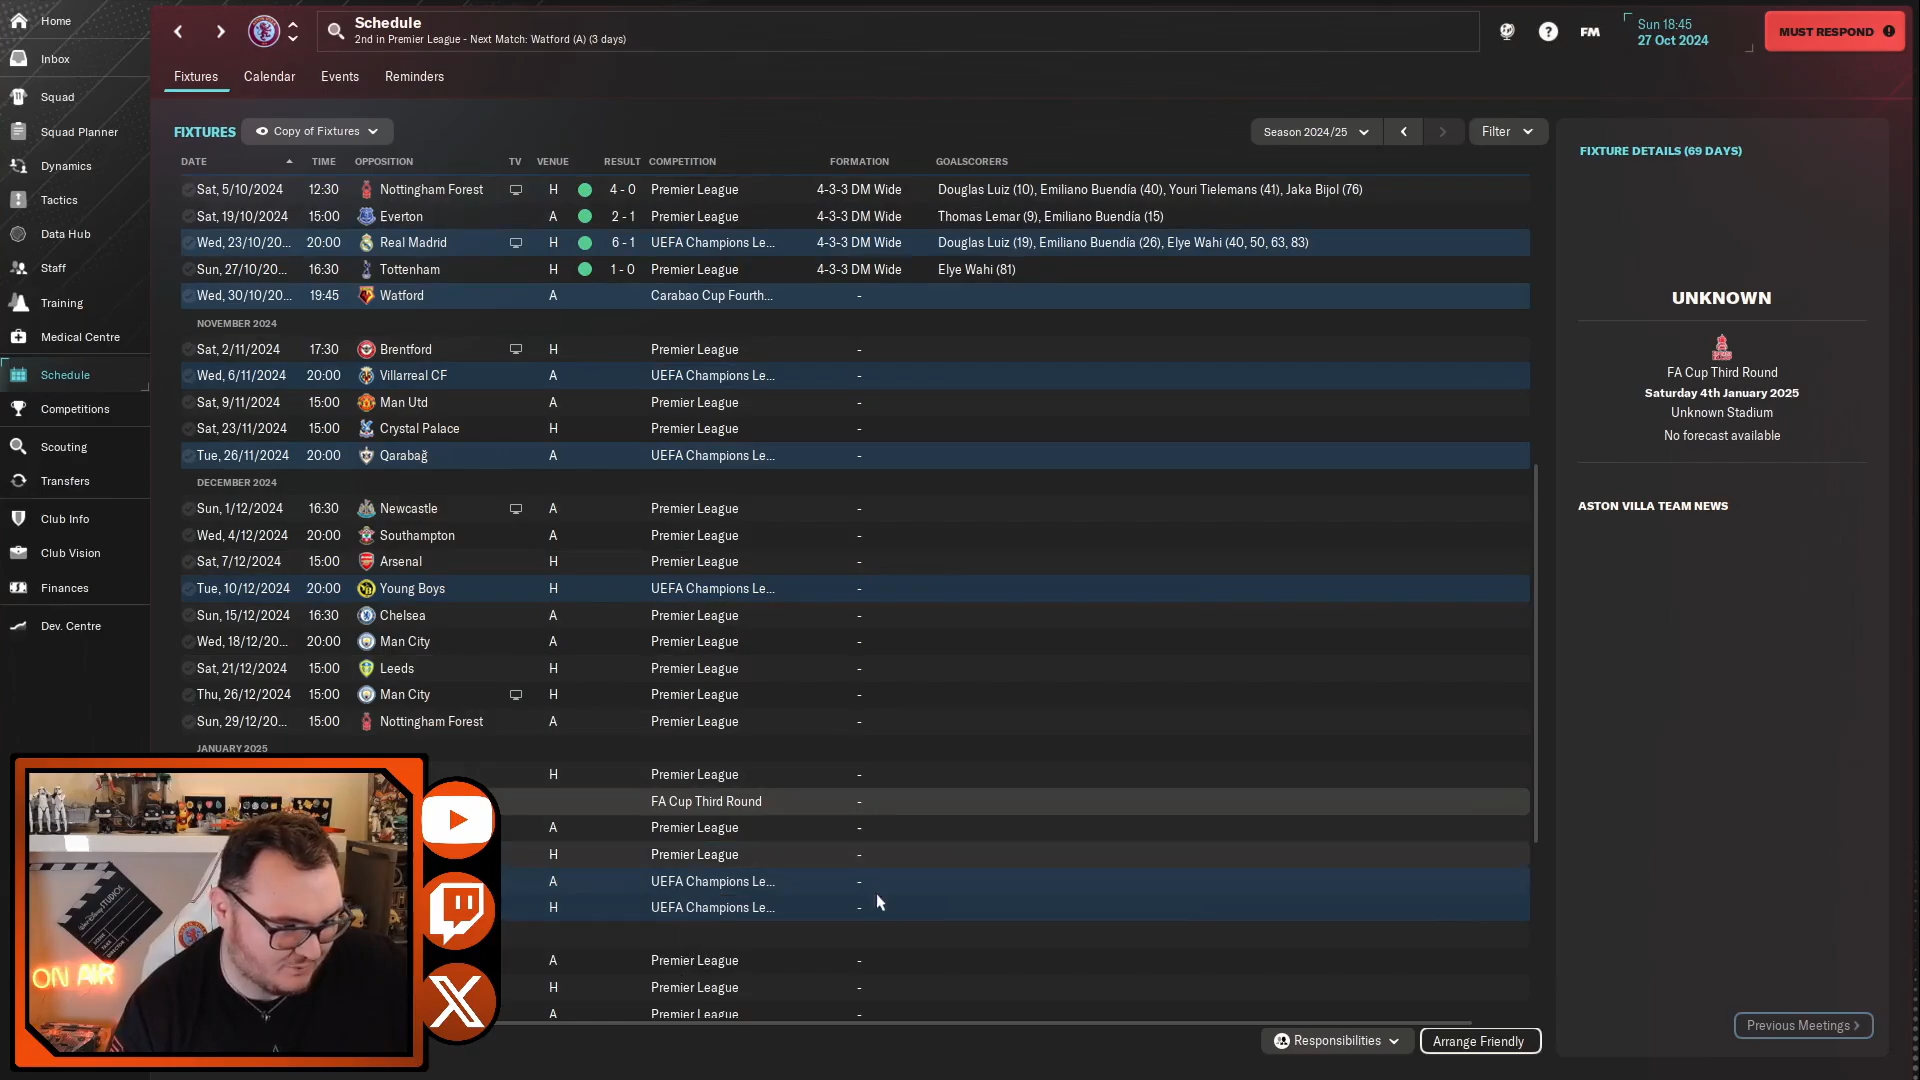 Home
Inbox
Squad
Squad Planner
Dynamics
Tactics
Data Hub
Staff
Training
Medical Centre
Schedule
Competitions
Scouting
Transfers
Club Info
Club Vision
Finances
Dev. Centre
Schedule
2nd in Premier League - Next Match: Watford (A) (3 days)
FM
Sun 18:45
27 Oct 2024
MUST RESPOND
Fixtures Calendar Events Reminders
FIXTURES Copy of Fixtures Season 2024/25 Filter
DATE TIME OPPOSITION TV VENUE RESULT COMPETITION FORMATION GOALSCORERS
Sat, 5/10/2024 12:30 Nottingham Forest H 4 - 0 Premier League 4-3-3 DM Wide Douglas Luiz (10), Emiliano Buendía (40), Youri Tielemans (41), Jaka Bijol (76)
Sat, 19/10/2024 15:00 Everton A 2 - 1 Premier League 4-3-3 DM Wide Thomas Lemar (9), Emiliano Buendía (15)
Wed, 23/10/20... 20:00 Real Madrid H 6 - 1 UEFA Champions Le... 4-3-3 DM Wide Douglas Luiz (19), Emiliano Buendía (26), Elye Wahi (40, 50, 63, 83)
Sun, 27/10/20... 16:30 Tottenham H 1 - 0 Premier League 4-3-3 DM Wide Elye Wahi (81)
Wed, 30/10/20... 19:45 Watford A Carabao Cup Fourth... -
NOVEMBER 2024
Sat, 2/11/2024 17:30 Brentford H Premier League -
Wed, 6/11/2024 20:00 Villarreal CF A UEFA Champions Le... -
Sat, 9/11/2024 15:00 Man Utd A Premier League -
Sat, 23/11/2024 15:00 Crystal Palace H Premier League -
Tue, 26/11/2024 20:00 Qarabağ A UEFA Champions Le... -
DECEMBER 2024
Sun, 1/12/2024 16:30 Newcastle A Premier League -
Wed, 4/12/2024 20:00 Southampton A Premier League -
Sat, 7/12/2024 15:00 Arsenal H Premier League -
Tue, 10/12/2024 20:00 Young Boys H UEFA Champions Le... -
Sun, 15/12/2024 16:30 Chelsea A Premier League -
Wed, 18/12/20... 20:00 Man City A Premier League -
Sat, 21/12/2024 15:00 Leeds H Premier League -
Thu, 26/12/2024 15:00 Man City H Premier League -
Sun, 29/12/20... 15:00 Nottingham Forest A Premier League -
JANUARY 2025
H Premier League -
FA Cup Third Round -
A Premier League -
H Premier League -
A UEFA Champions Le... -
H UEFA Champions Le... -
A Premier League -
H Premier League -
A Premier League -
Responsibilities Arrange Friendly
FIXTURE DETAILS (69 DAYS)
UNKNOWN
FA Cup Third Round
Saturday 4th January 2025
Unknown Stadium
No forecast available
ASTON VILLA TEAM NEWS
Previous Meetings >
ON AIR